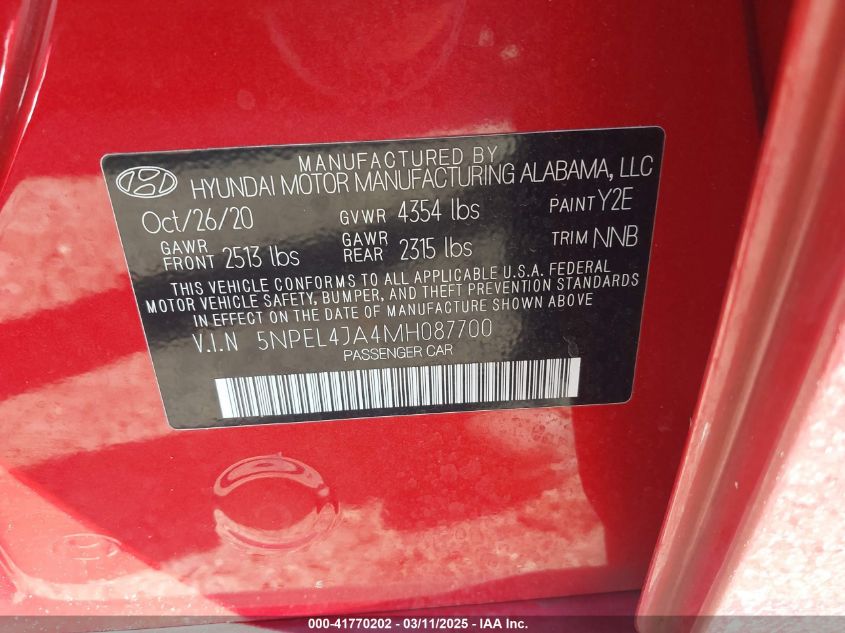 MANUFACTURED BY
HYUNDAI MOTOR MANUFACTURING ALABAMA, LLC
Oct/26/20 GVWR 4354 lbs PAINT Y2E
GAWR FRONT 2513 lbs GAWR REAR 2315 lbs TRIM NNB
THIS VEHICLE CONFORMS TO ALL APPLICABLE U.S.A. FEDERAL
MOTOR VEHICLE SAFETY, BUMPER, AND THEFT PREVENTION STANDARDS
IN EFFECT ON THE DATE OF MANUFACTURE SHOWN ABOVE
V.I.N 5NPEL4JA4MH087700
PASSENGER CAR
000-41770202 - 03/11/2025 - IAA Inc.